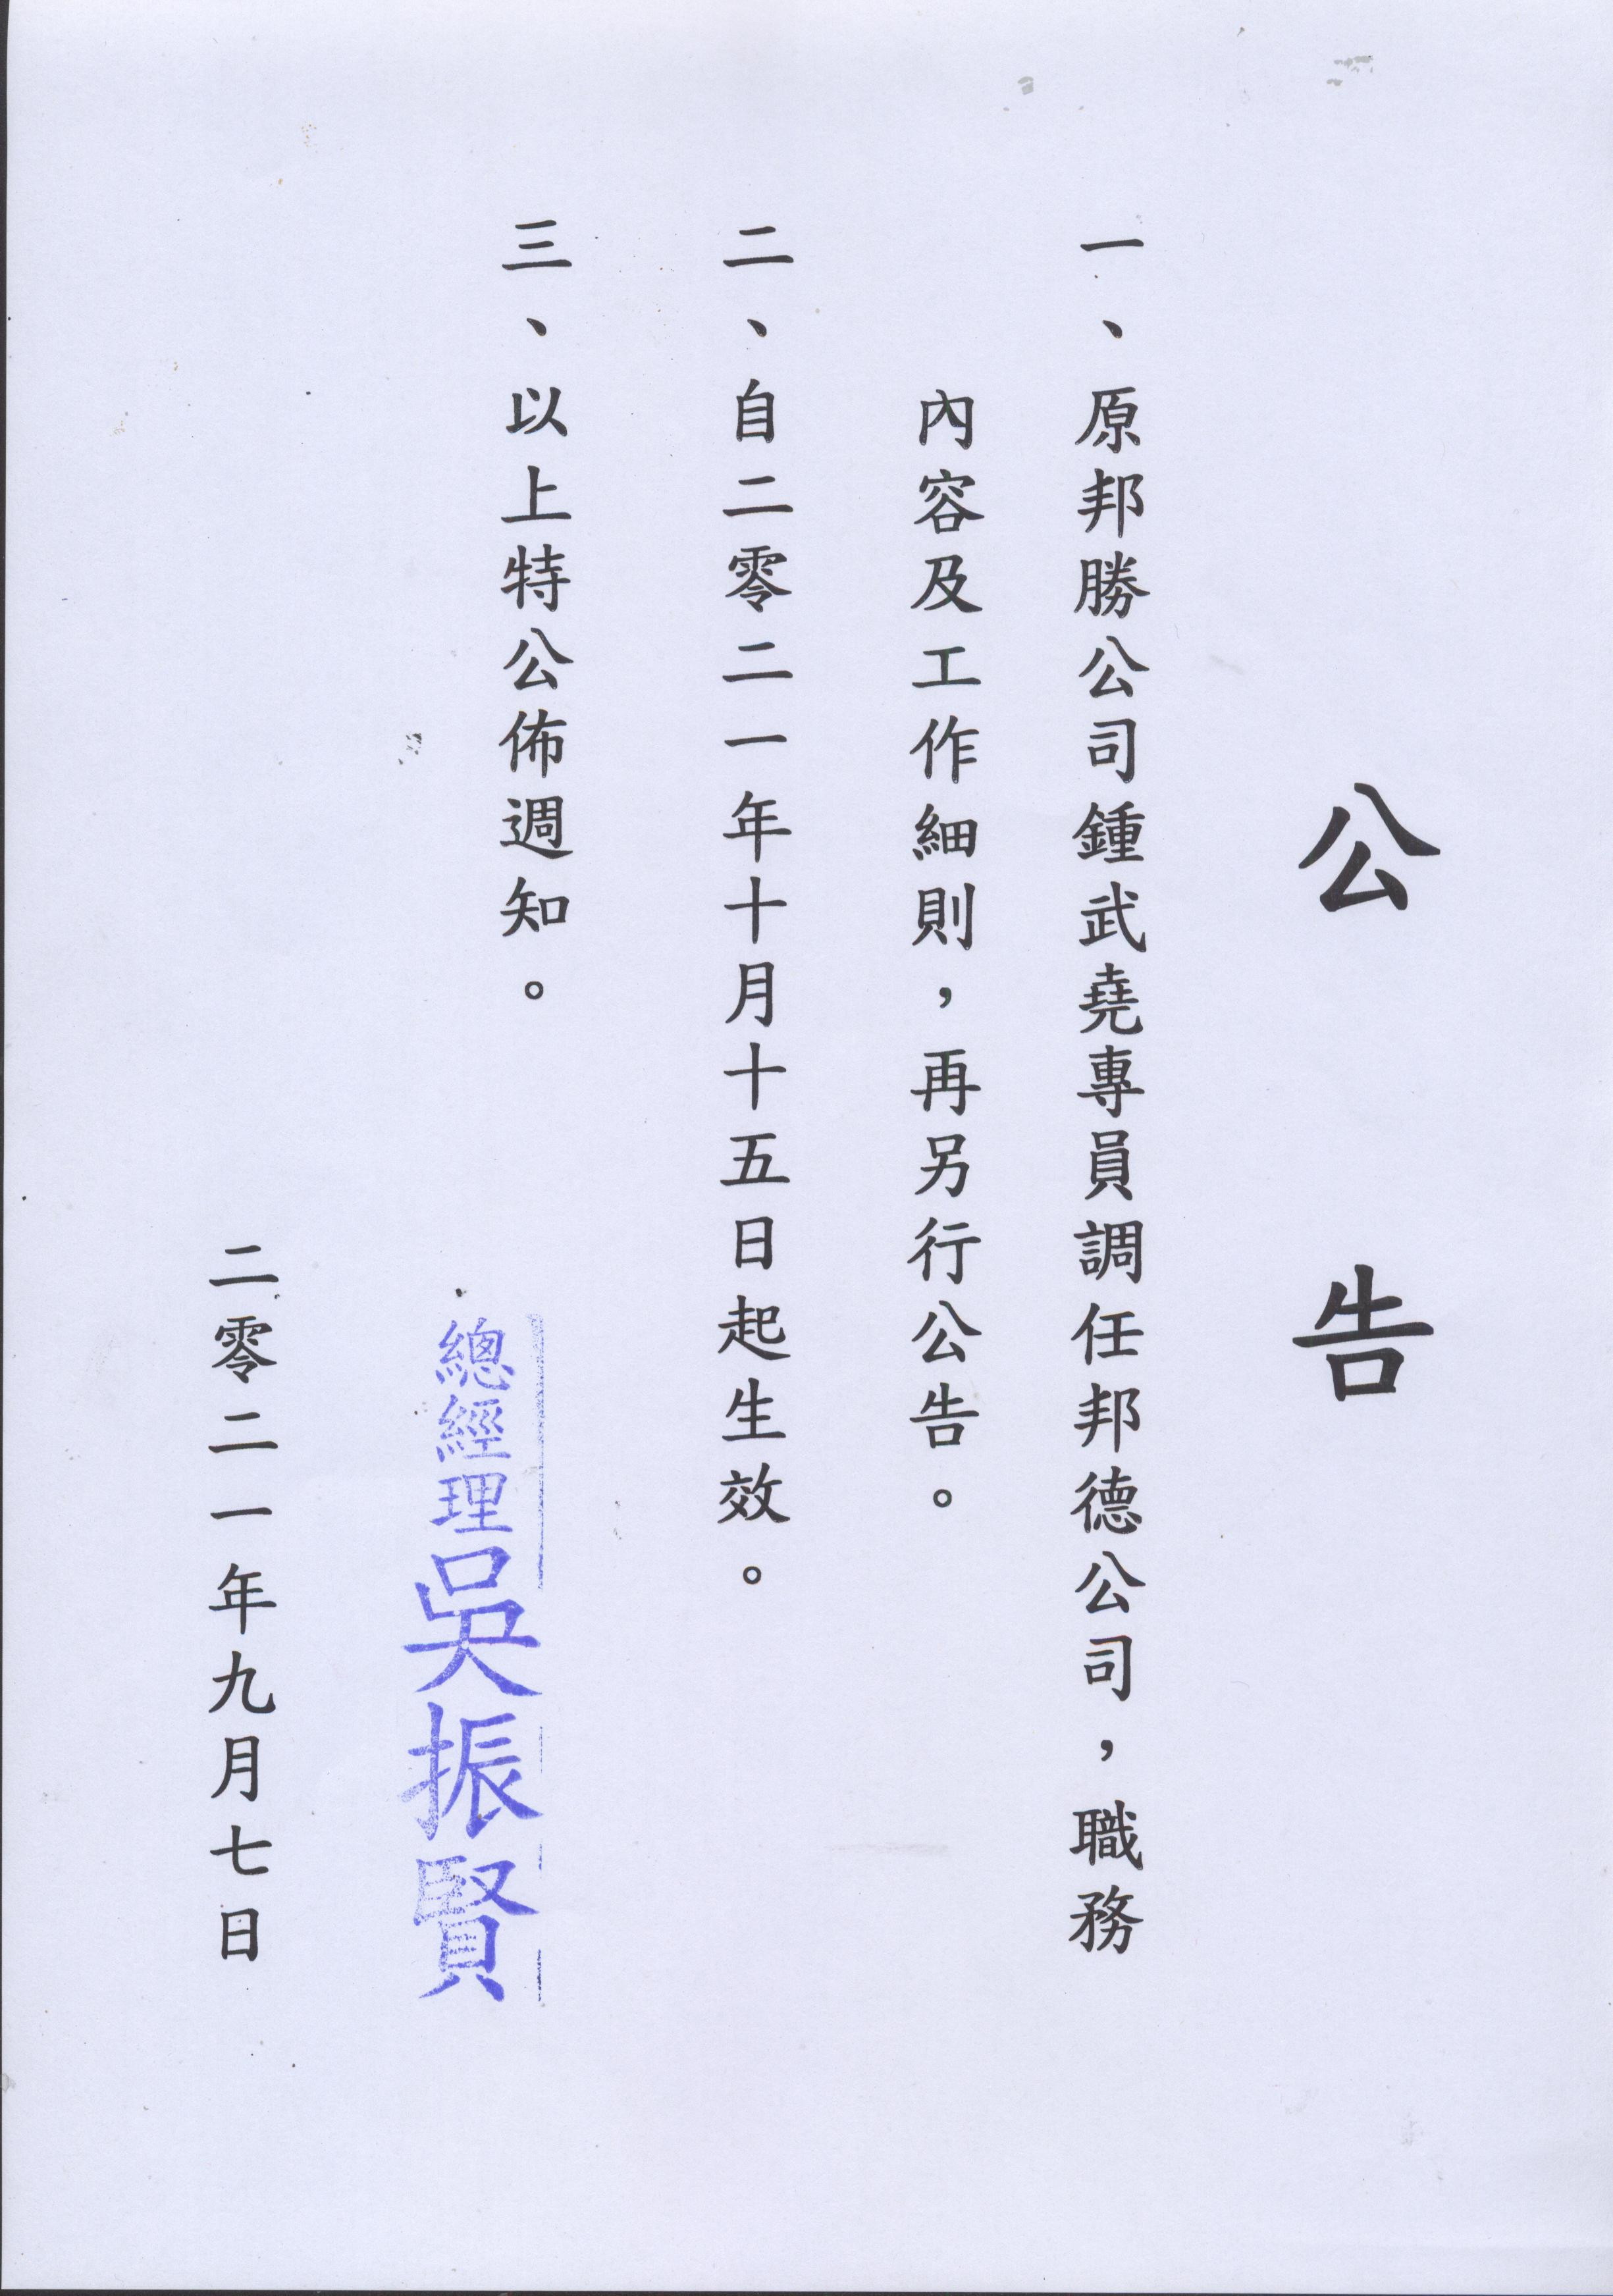 公告
一、原邦勝公司鍾武堯專員調任邦德公司，職務
內容及工作細則，再另行公告。
二、自二零二一年十月十五日起生效。
三、以上特公佈週知。
總經理吳振賢
二零二一年九月七日